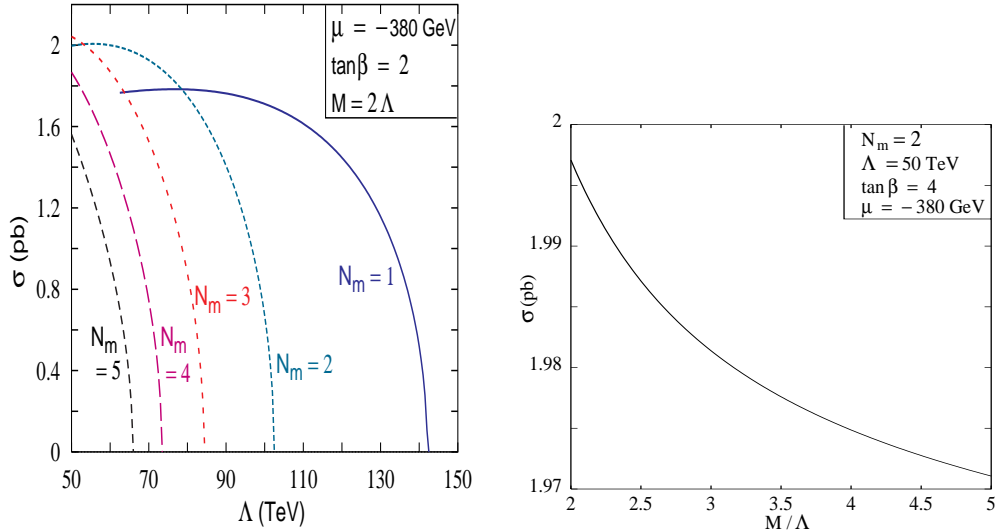 μ = −380 GeV
tanβ = 2
M = 2Λ
2
1.6
1.2
0.8
0.4
0
σ (pb)
N_m = 1
N_m = 3
N_m = 2
N_m
= 4
N_m
= 5
50
70
90
110
130
150
Λ (TeV)
N_m = 2
Λ = 50 TeV
tan β = 4
μ = −380 GeV
2
1.99
1.98
1.97
σ (pb)
2
2.5
3
3.5
4
4.5
5
M / Λ